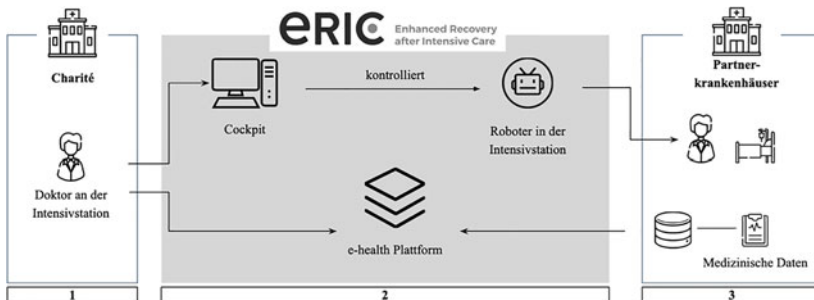 ERIC
Enhanced Recovery
after Intensive Care
Charité
Doktor an der
Intensivstation
Cockpit
kontrolliert
Roboter in der
Intensivstation
e-health Plattform
Partner-
krankenhäuser
Medizinische Daten
1
2
3